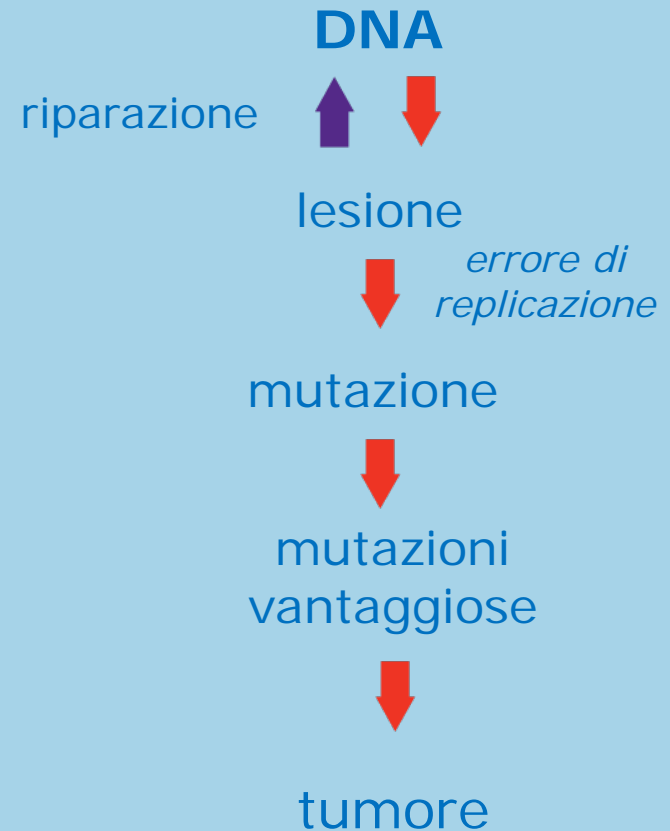 DNA
riparazione
lesione
errore di
replicazione
mutazione
mutazioni
vantaggiose
tumore